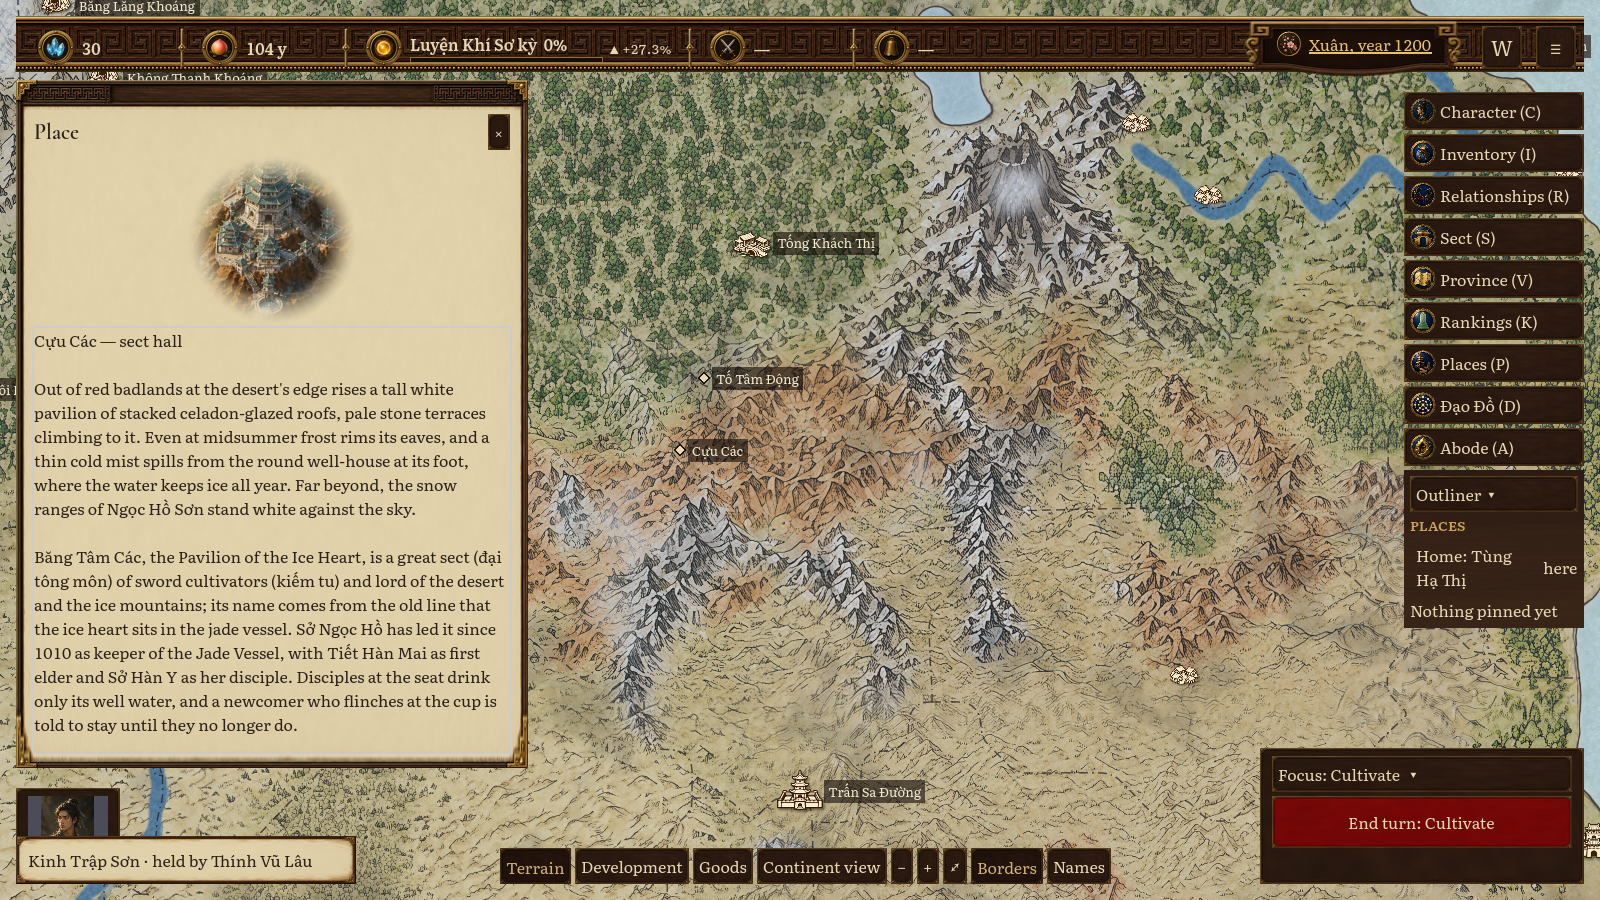 Băng Lăng Khoáng
30
104 y
Luyện Khí Sơ kỳ 0%
▲ +27.3%
—
—
Xuân, year 1200
W
☰
Không Thanh Khoáng
Place
×
Character (C)
Inventory (I)
Relationships (R)
Sect (S)
Province (V)
Rankings (K)
Places (P)
Đạo Đồ (D)
Abode (A)
Outliner ▾
PLACES
Home: Tùng Hạ Thị
here
Nothing pinned yet
Tống Khách Thị
Tố Tâm Động
Cựu Các
Trấn Sa Đường
Cựu Các — sect hall
Out of red badlands at the desert's edge rises a tall white
pavilion of stacked celadon-glazed roofs, pale stone terraces
climbing to it. Even at midsummer frost rims its eaves, and a
thin cold mist spills from the round well-house at its foot,
where the water keeps ice all year. Far beyond, the snow
ranges of Ngọc Hồ Sơn stand white against the sky.
Băng Tâm Các, the Pavilion of the Ice Heart, is a great sect (đại
tông môn) of sword cultivators (kiếm tu) and lord of the desert
and the ice mountains; its name comes from the old line that
the ice heart sits in the jade vessel. Sở Ngọc Hồ has led it since
1010 as keeper of the Jade Vessel, with Tiết Hàn Mai as first
elder and Sở Hàn Y as her disciple. Disciples at the seat drink
only its well water, and a newcomer who flinches at the cup is
told to stay until they no longer do.
Kinh Trập Sơn · held by Thính Vũ Lâu
Terrain
Development
Goods
Continent view
−
+
⤢
Borders
Names
Focus: Cultivate ▾
End turn: Cultivate